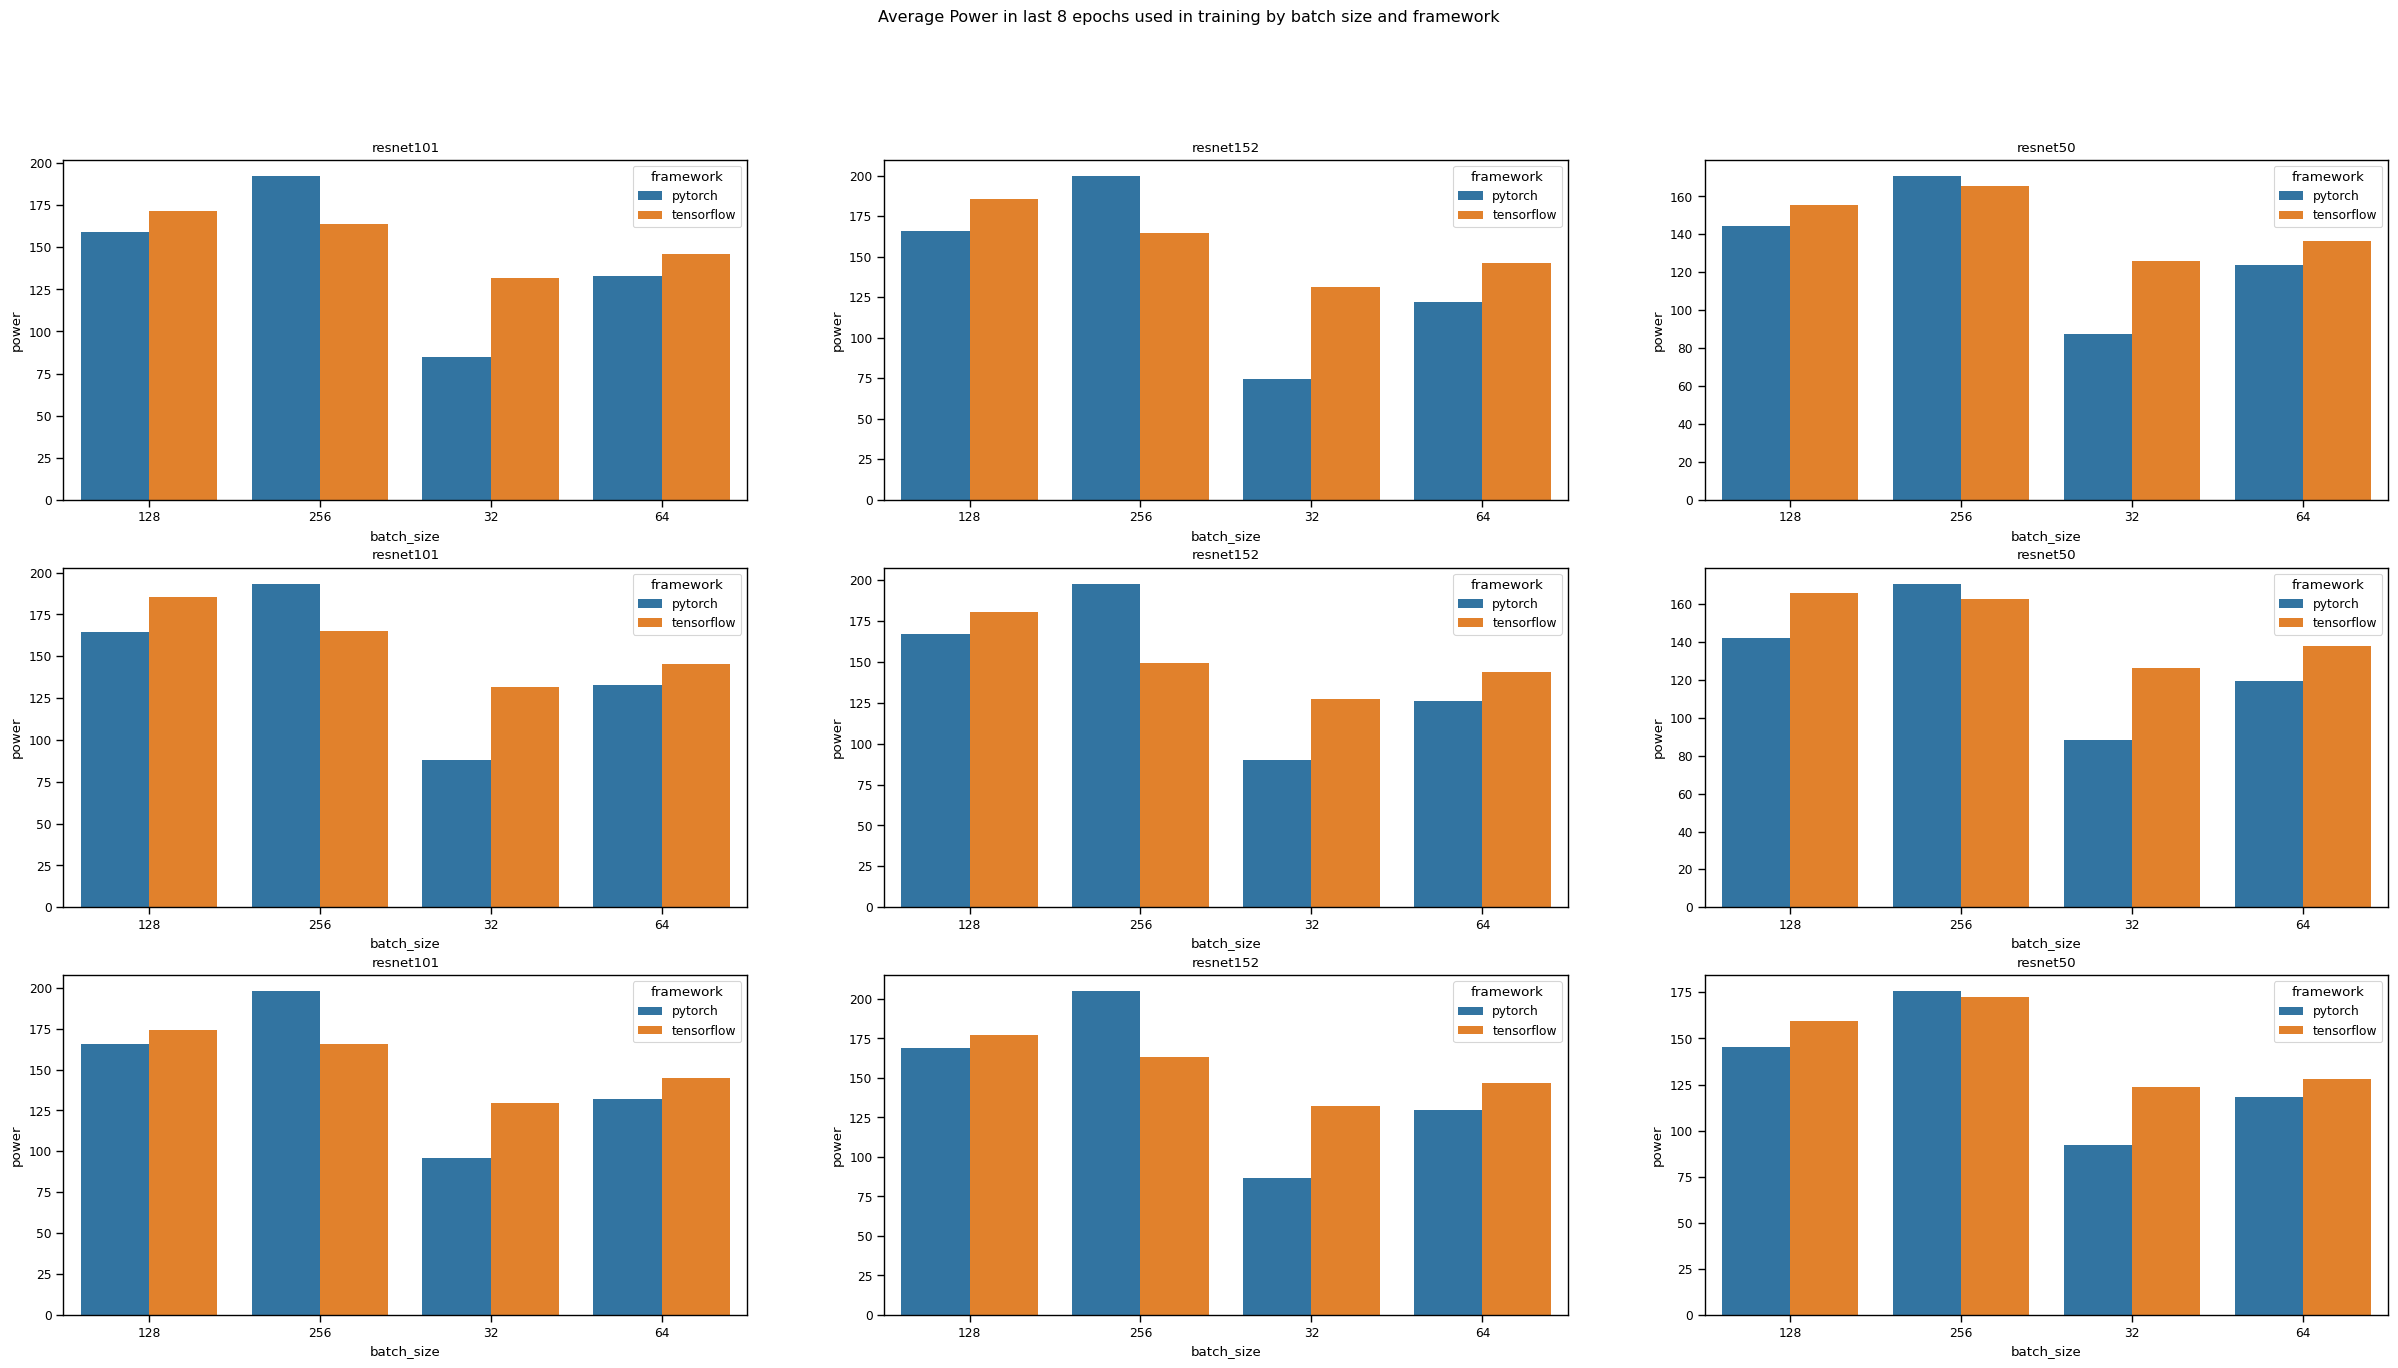 Average Power in last 8 epochs used in training by batch size and framework
resnet101
200
175
150
125
100
75
50
25
0
power
framework
pytorch
tensorflow
128 256 32 64
batch_size
resnet152
200
175
150
125
100
75
50
25
0
power
framework
pytorch
tensorflow
128 256 32 64
batch_size
resnet50
160
140
120
100
80
60
40
20
0
power
framework
pytorch
tensorflow
128 256 32 64
batch_size
resnet101
200
175
150
125
100
75
50
25
0
power
framework
pytorch
tensorflow
128 256 32 64
batch_size
resnet152
200
175
150
125
100
75
50
25
0
power
framework
pytorch
tensorflow
128 256 32 64
batch_size
resnet50
160
140
120
100
80
60
40
20
0
power
framework
pytorch
tensorflow
128 256 32 64
batch_size
resnet101
200
175
150
125
100
75
50
25
0
power
framework
pytorch
tensorflow
128 256 32 64
batch_size
resnet152
200
175
150
125
100
75
50
25
0
power
framework
pytorch
tensorflow
128 256 32 64
batch_size
resnet50
175
150
125
100
75
50
25
0
power
framework
pytorch
tensorflow
128 256 32 64
batch_size